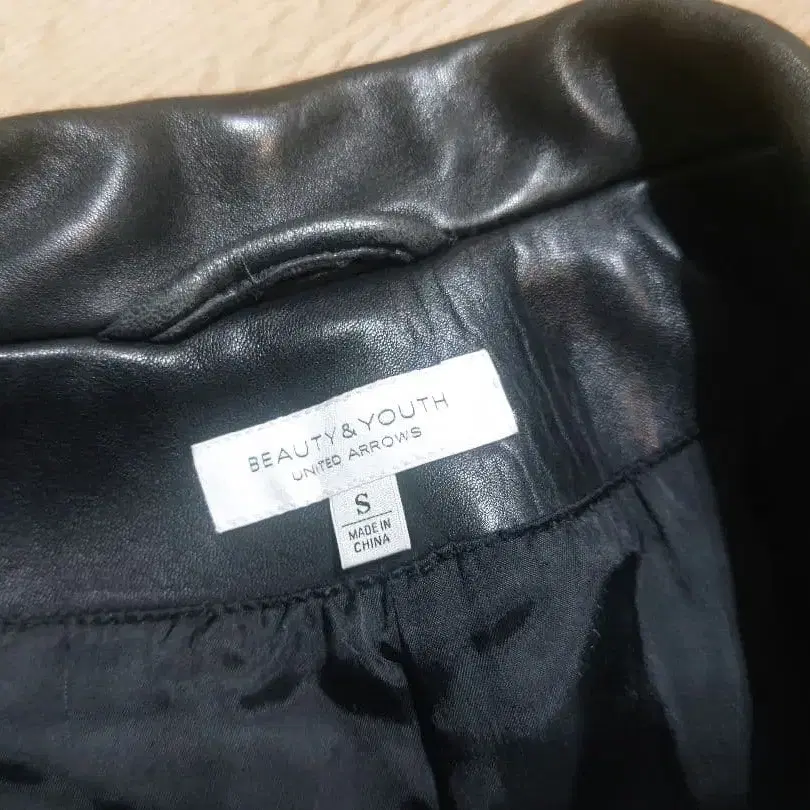 BEAUTY & YOUTH
UNITED ARROWS
S
MADE IN
CHINA